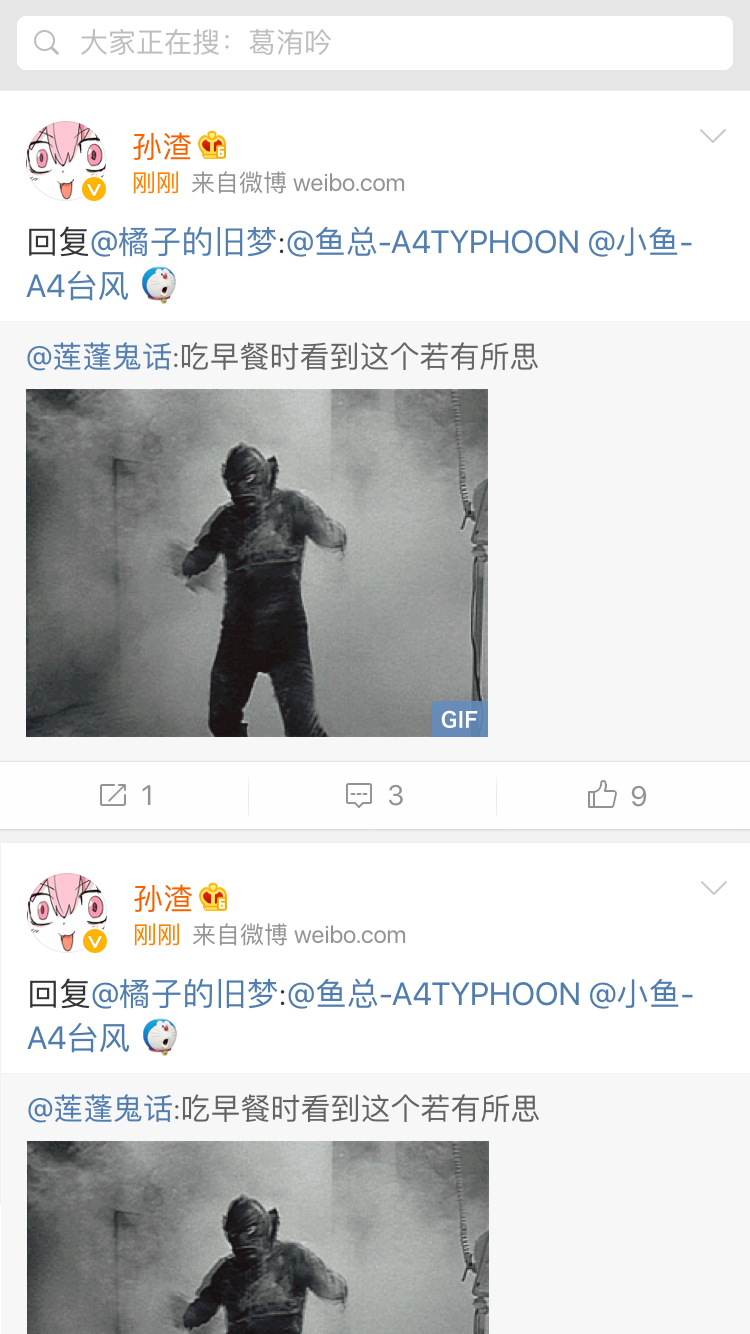 大家正在搜：葛洧吟
孙渣
刚刚 来自微博 weibo.com
回复@橘子的旧梦:@鱼总-A4TYPHOON @小鱼-
A4台风
@莲蓬鬼话:吃早餐时看到这个若有所思
GIF
1 3 9
孙渣
刚刚 来自微博 weibo.com
回复@橘子的旧梦:@鱼总-A4TYPHOON @小鱼-
A4台风
@莲蓬鬼话:吃早餐时看到这个若有所思